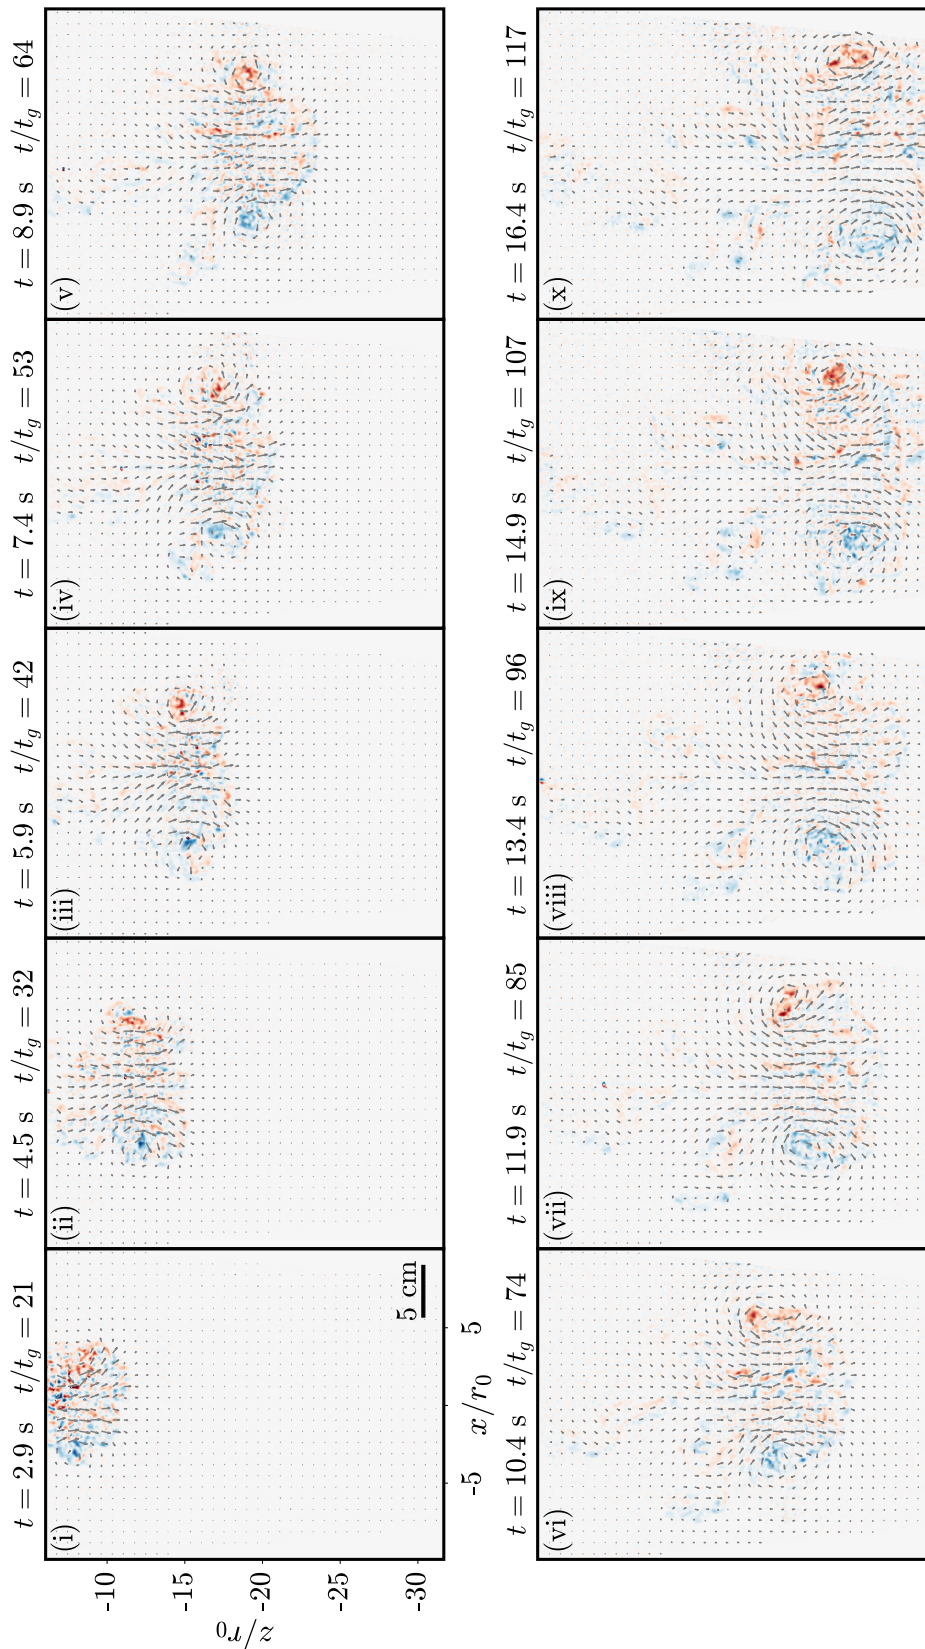 t = 2.9 s t/t_g = 21
t = 4.5 s t/t_g = 32
t = 5.9 s t/t_g = 42
t = 7.4 s t/t_g = 53
t = 8.9 s t/t_g = 64
(i)
(ii)
(iii)
(iv)
(v)
-10
-15
-20
-25
-30
z/r_0
5 cm
-5
5
x/r_0
t = 10.4 s t/t_g = 74
t = 11.9 s t/t_g = 85
t = 13.4 s t/t_g = 96
t = 14.9 s t/t_g = 107
t = 16.4 s t/t_g = 117
(vi)
(vii)
(viii)
(ix)
(x)